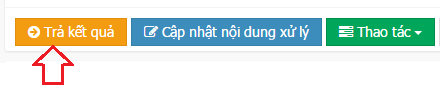 Trả kết quả Cập nhật nội dung xử lý Thao tác